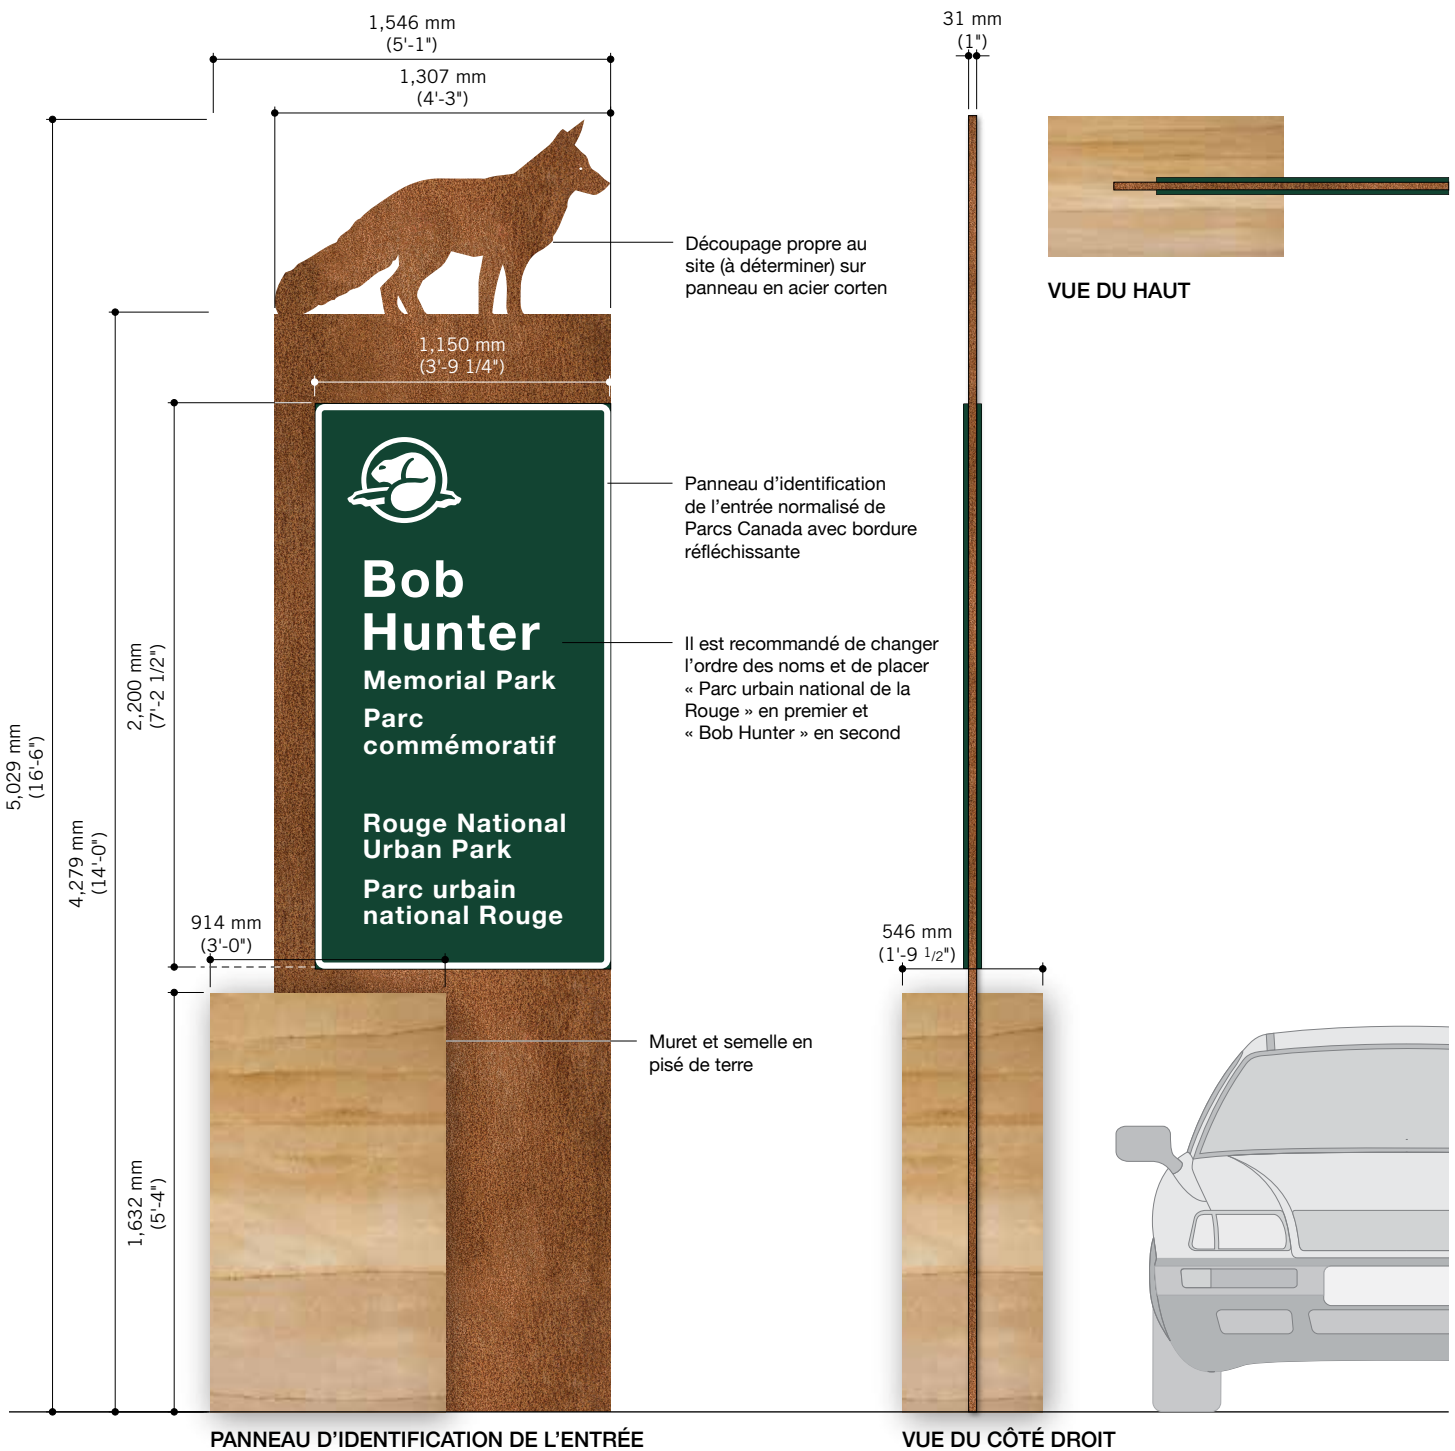 1,546 mm
(5'-1")
1,307 mm
(4'-3")
31 mm
(1")
Découpage propre au
site (à déterminer) sur
panneau en acier corten
VUE DU HAUT
1,150 mm
(3'-9 1/4")
Panneau d'identification
de l'entrée normalisé de
Parcs Canada avec bordure
réfléchissante
Bob
Hunter
Memorial Park
Parc
commémoratif
Rouge National
Urban Park
Parc urbain
national Rouge
Il est recommandé de changer
l'ordre des noms et de placer
« Parc urbain national de la
Rouge » en premier et
« Bob Hunter » en second
2,200 mm
(7'-2 1/2")
5,029 mm
(16'-6")
4,279 mm
(14'-0")
914 mm
(3'-0")
546 mm
(1'-9 1/2")
Muret et semelle en
pisé de terre
1,632 mm
(5'-4")
PANNEAU D'IDENTIFICATION DE L'ENTRÉE
VUE DU CÔTÉ DROIT